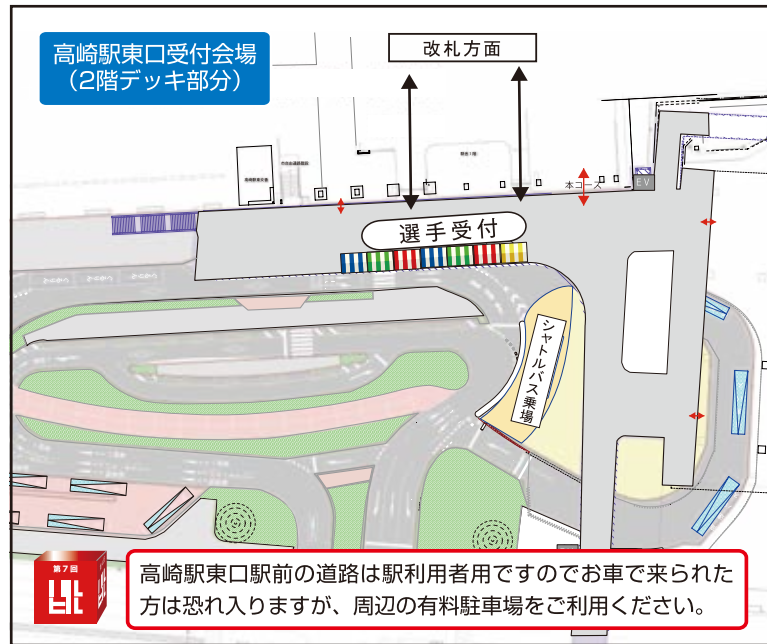 高崎駅東口受付会場
（2階デッキ部分）
改札方面
本コース
EV
選手受付
シャトルバス乗場
第7回
高崎駅東口駅前の道路は駅利用者用ですのでお車で来られた
方は恐れ入りますが、周辺の有料駐車場をご利用ください。